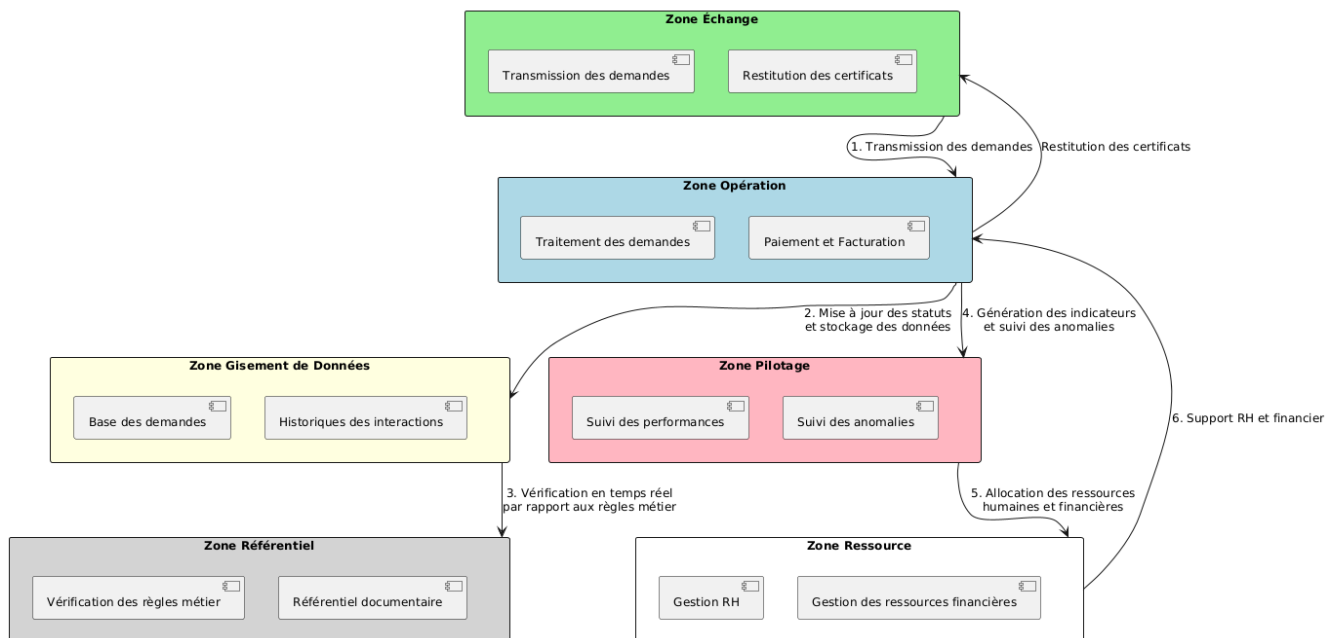 Zone Échange
Transmission des demandes
Restitution des certificats
1. Transmission des demandes
Restitution des certificats
Zone Opération
Traitement des demandes
Paiement et Facturation
2. Mise à jour des statuts
et stockage des données
4. Génération des indicateurs
et suivi des anomalies
Zone Gisement de Données
Base des demandes
Historiques des interactions
Zone Pilotage
Suivi des performances
Suivi des anomalies
6. Support RH et financier
3. Vérification en temps réel
par rapport aux règles métier
5. Allocation des ressources
humaines et financières
Zone Référentiel
Vérification des règles métier
Référentiel documentaire
Zone Ressource
Gestion RH
Gestion des ressources financières